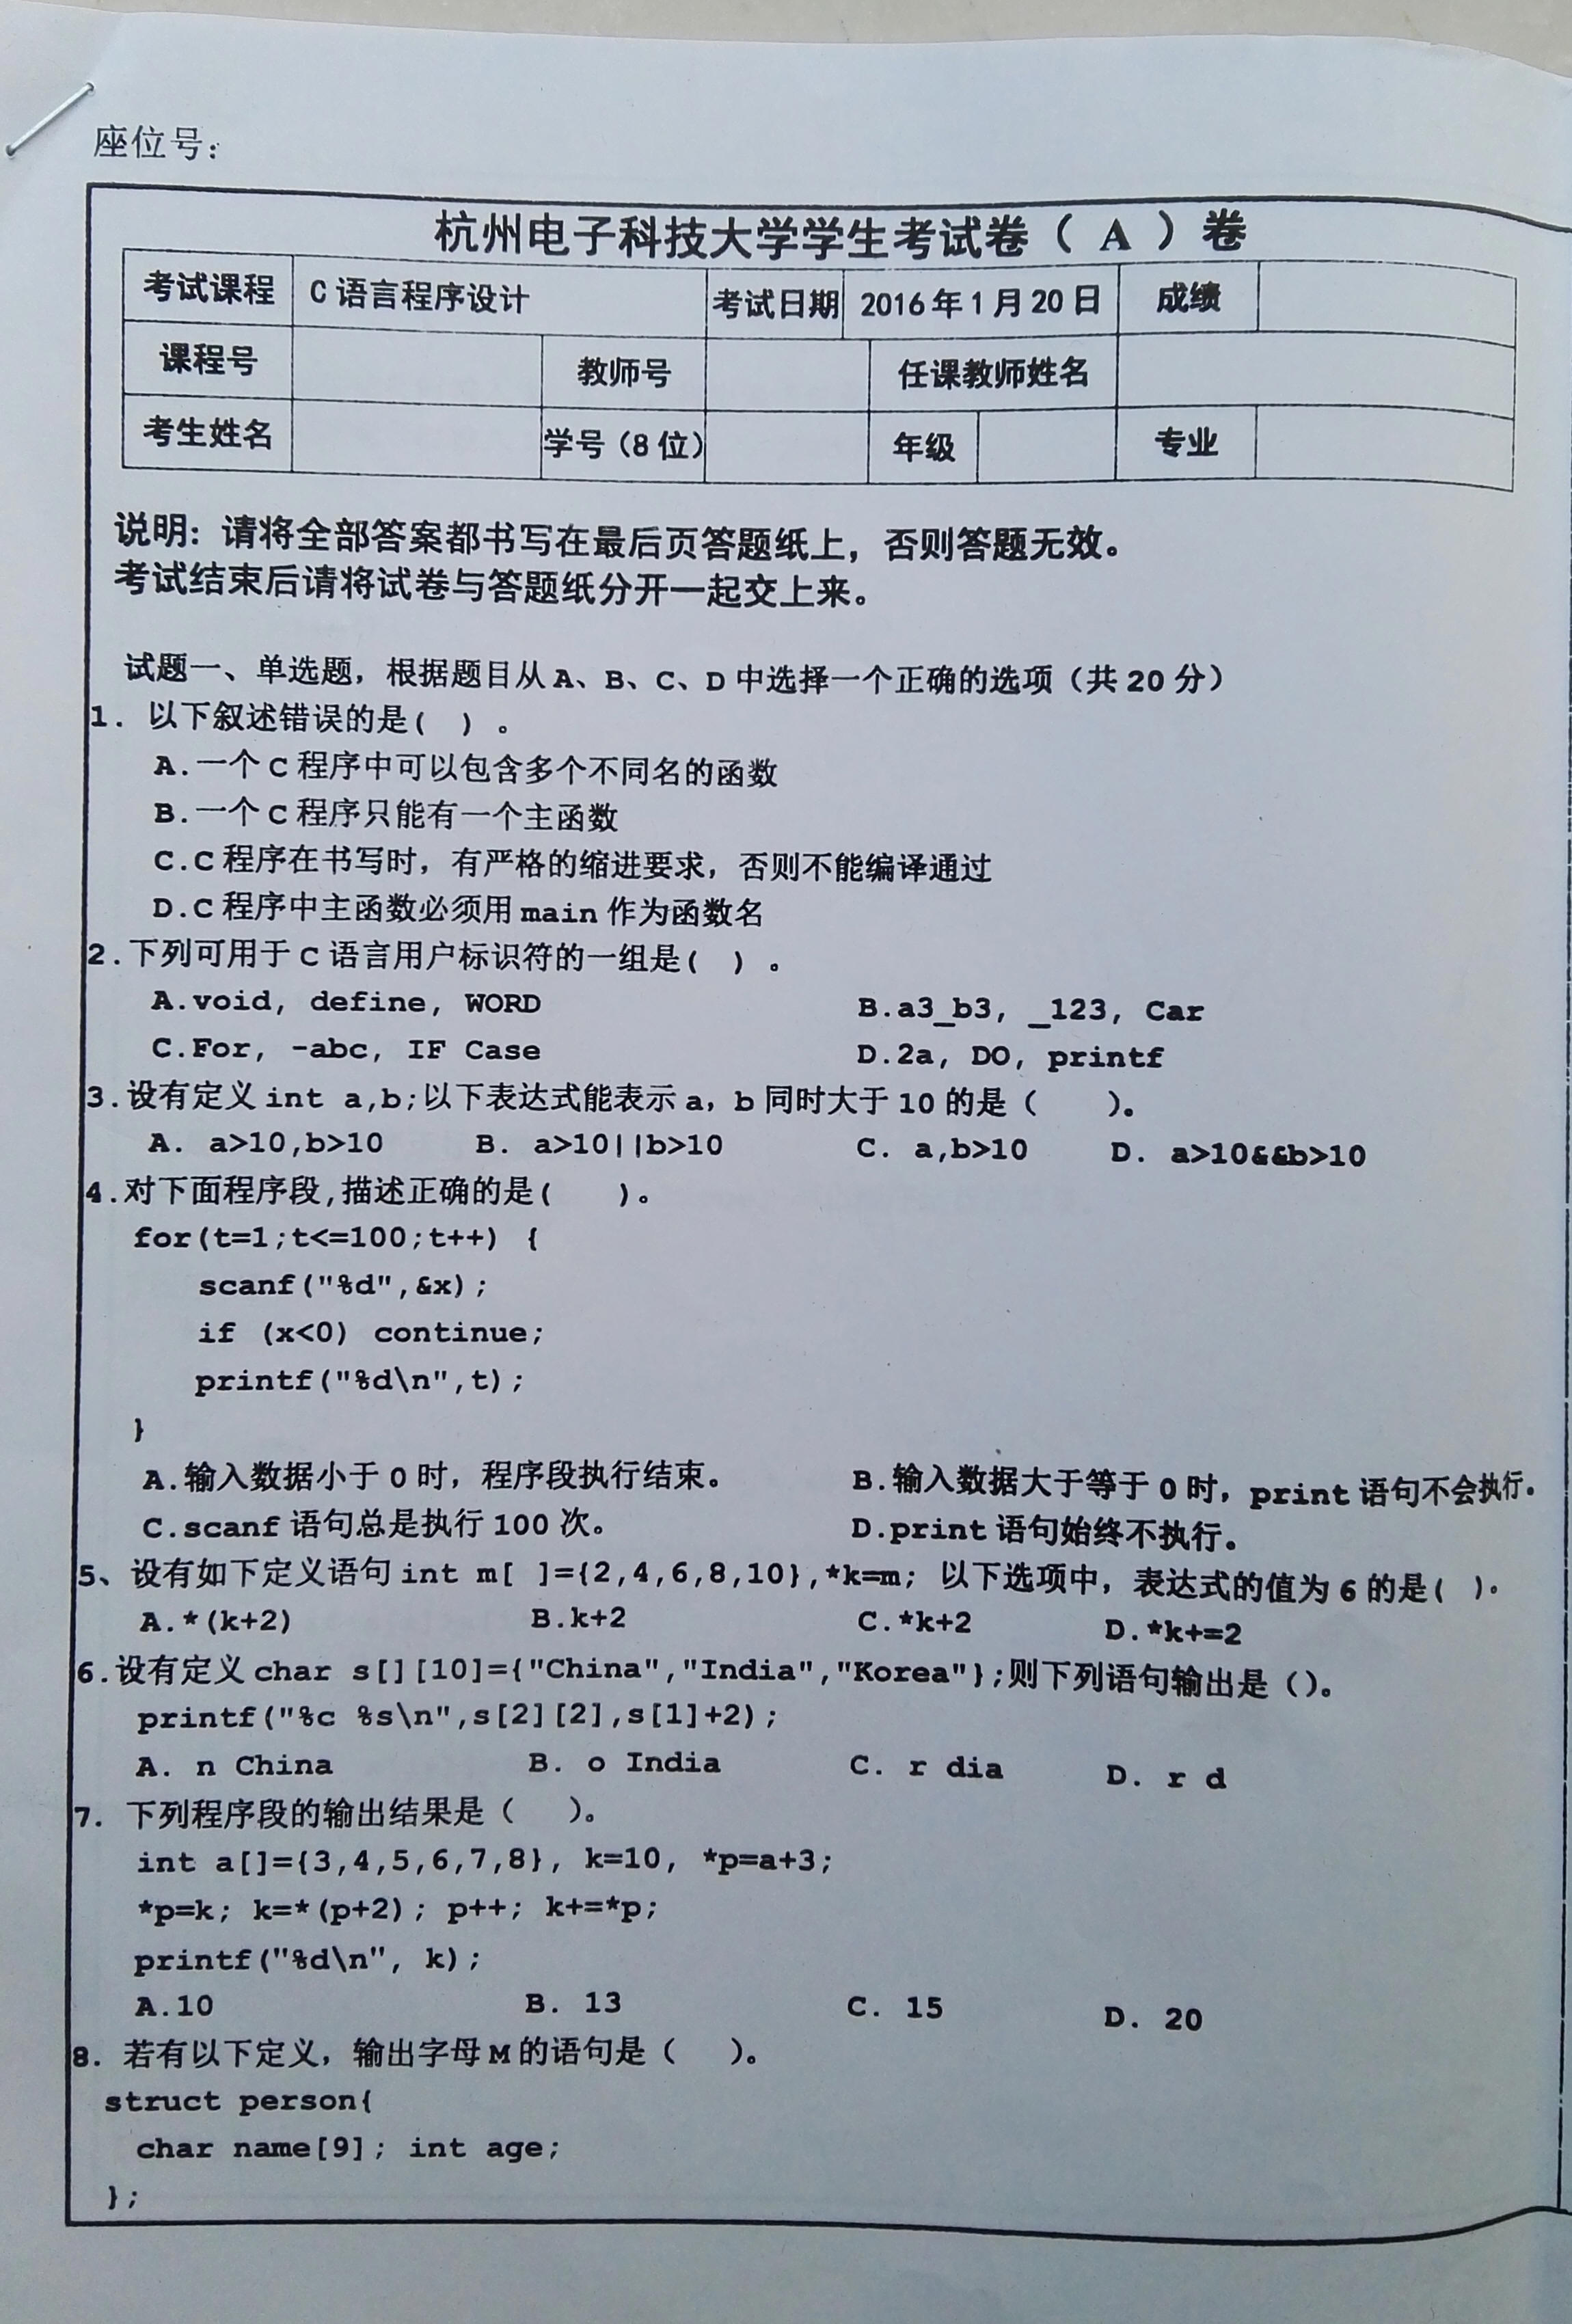 座位号：
杭州电子科技大学学生考试卷（ A ）卷
考试课程 C 语言程序设计 考试日期 2016 年 1 月 20 日 成绩
课程号 教师号 任课教师姓名
考生姓名 学号（8 位） 年级 专业
说明：请将全部答案都书写在最后页答题纸上，否则答题无效。
考试结束后请将试卷与答题纸分开一起交上来。
试题一、单选题，根据题目从 A、B、C、D 中选择一个正确的选项（共 20 分）
1. 以下叙述错误的是( ) 。
A.一个 C 程序中可以包含多个不同名的函数
B.一个 C 程序只能有一个主函数
C.C 程序在书写时，有严格的缩进要求，否则不能编译通过
D.C 程序中主函数必须用 main 作为函数名
2.下列可用于 C 语言用户标识符的一组是( ) 。
A.void, define, WORD B.a3_b3, _123, Car
C.For, -abc, IF Case D.2a, DO, printf
3.设有定义 int a,b;以下表达式能表示 a，b 同时大于 10 的是（ ）。
A. a>10,b>10 B. a>10||b>10 C. a,b>10 D. a>10&&b>10
4.对下面程序段,描述正确的是( )。
for(t=1;t<=100;t++) {
scanf("%d",&x);
if (x<0) continue;
printf("%d\n",t);
}
A.输入数据小于 0 时，程序段执行结束。 B.输入数据大于等于 0 时，print 语句不会执行。
C.scanf 语句总是执行 100 次。 D.print 语句始终不执行。
5、设有如下定义语句 int m[ ]={2,4,6,8,10},*k=m; 以下选项中，表达式的值为 6 的是( )。
A.*(k+2) B.k+2 C.*k+2 D.*k+=2
6.设有定义 char s[][10]={"China","India","Korea"};则下列语句输出是（）。
printf("%c %s\n",s[2][2],s[1]+2);
A. n China B. o India C. r dia D. r d
7. 下列程序段的输出结果是（ ）。
int a[]={3,4,5,6,7,8}, k=10, *p=a+3;
*p=k; k=*(p+2); p++; k+=*p;
printf("%d\n", k);
A.10 B. 13 C. 15 D. 20
8. 若有以下定义，输出字母 M 的语句是（ ）。
struct person{
char name[9]; int age;
};